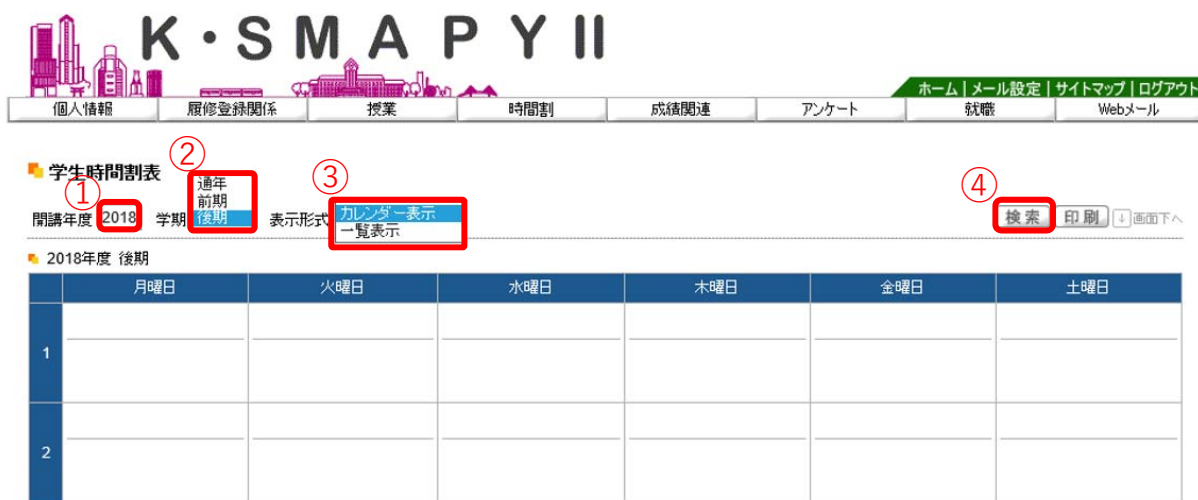 K・SMAPYII
ホーム | メール設定 | サイトマップ | ログアウト
個人情報 履修登録関係 授業 時間割 成績関連 アンケート 就職 Webメール
学生時間割表
① ② ③ ④
通年
前期
開講年度 2018 学期 後期 表示形式 カレンダー表示 検索 印刷 ↓画面下へ
一覧表示
2018年度 後期
月曜日 火曜日 水曜日 木曜日 金曜日 土曜日
1
2